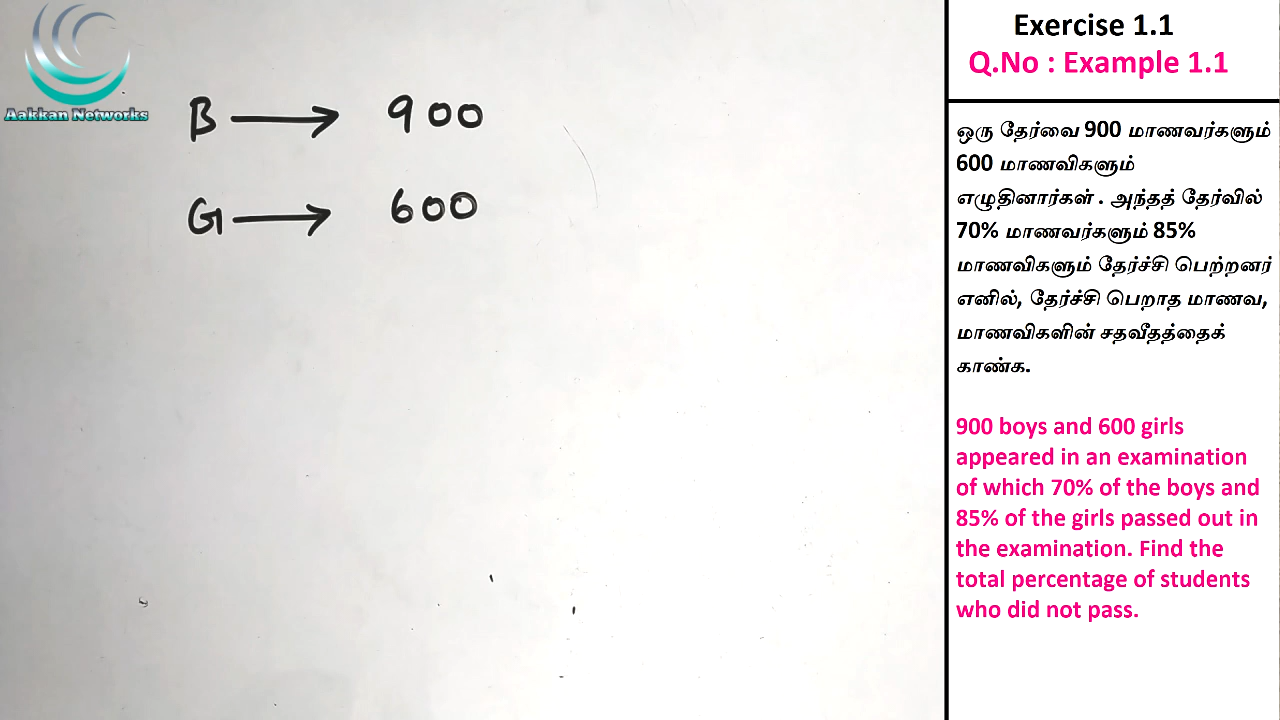 Aakkan Networks
B → 900
G → 600
Exercise 1.1
Q.No : Example 1.1
ஒரு தேர்வை 900 மாணவர்களும்
600 மாணவிகளும்
எழுதினார்கள் . அந்தத் தேர்வில்
70% மாணவர்களும் 85%
மாணவிகளும் தேர்ச்சி பெற்றனர்
எனில், தேர்ச்சி பெறாத மாணவ,
மாணவிகளின் சதவீதத்தைக்
காண்க.
900 boys and 600 girls
appeared in an examination
of which 70% of the boys and
85% of the girls passed out in
the examination. Find the
total percentage of students
who did not pass.